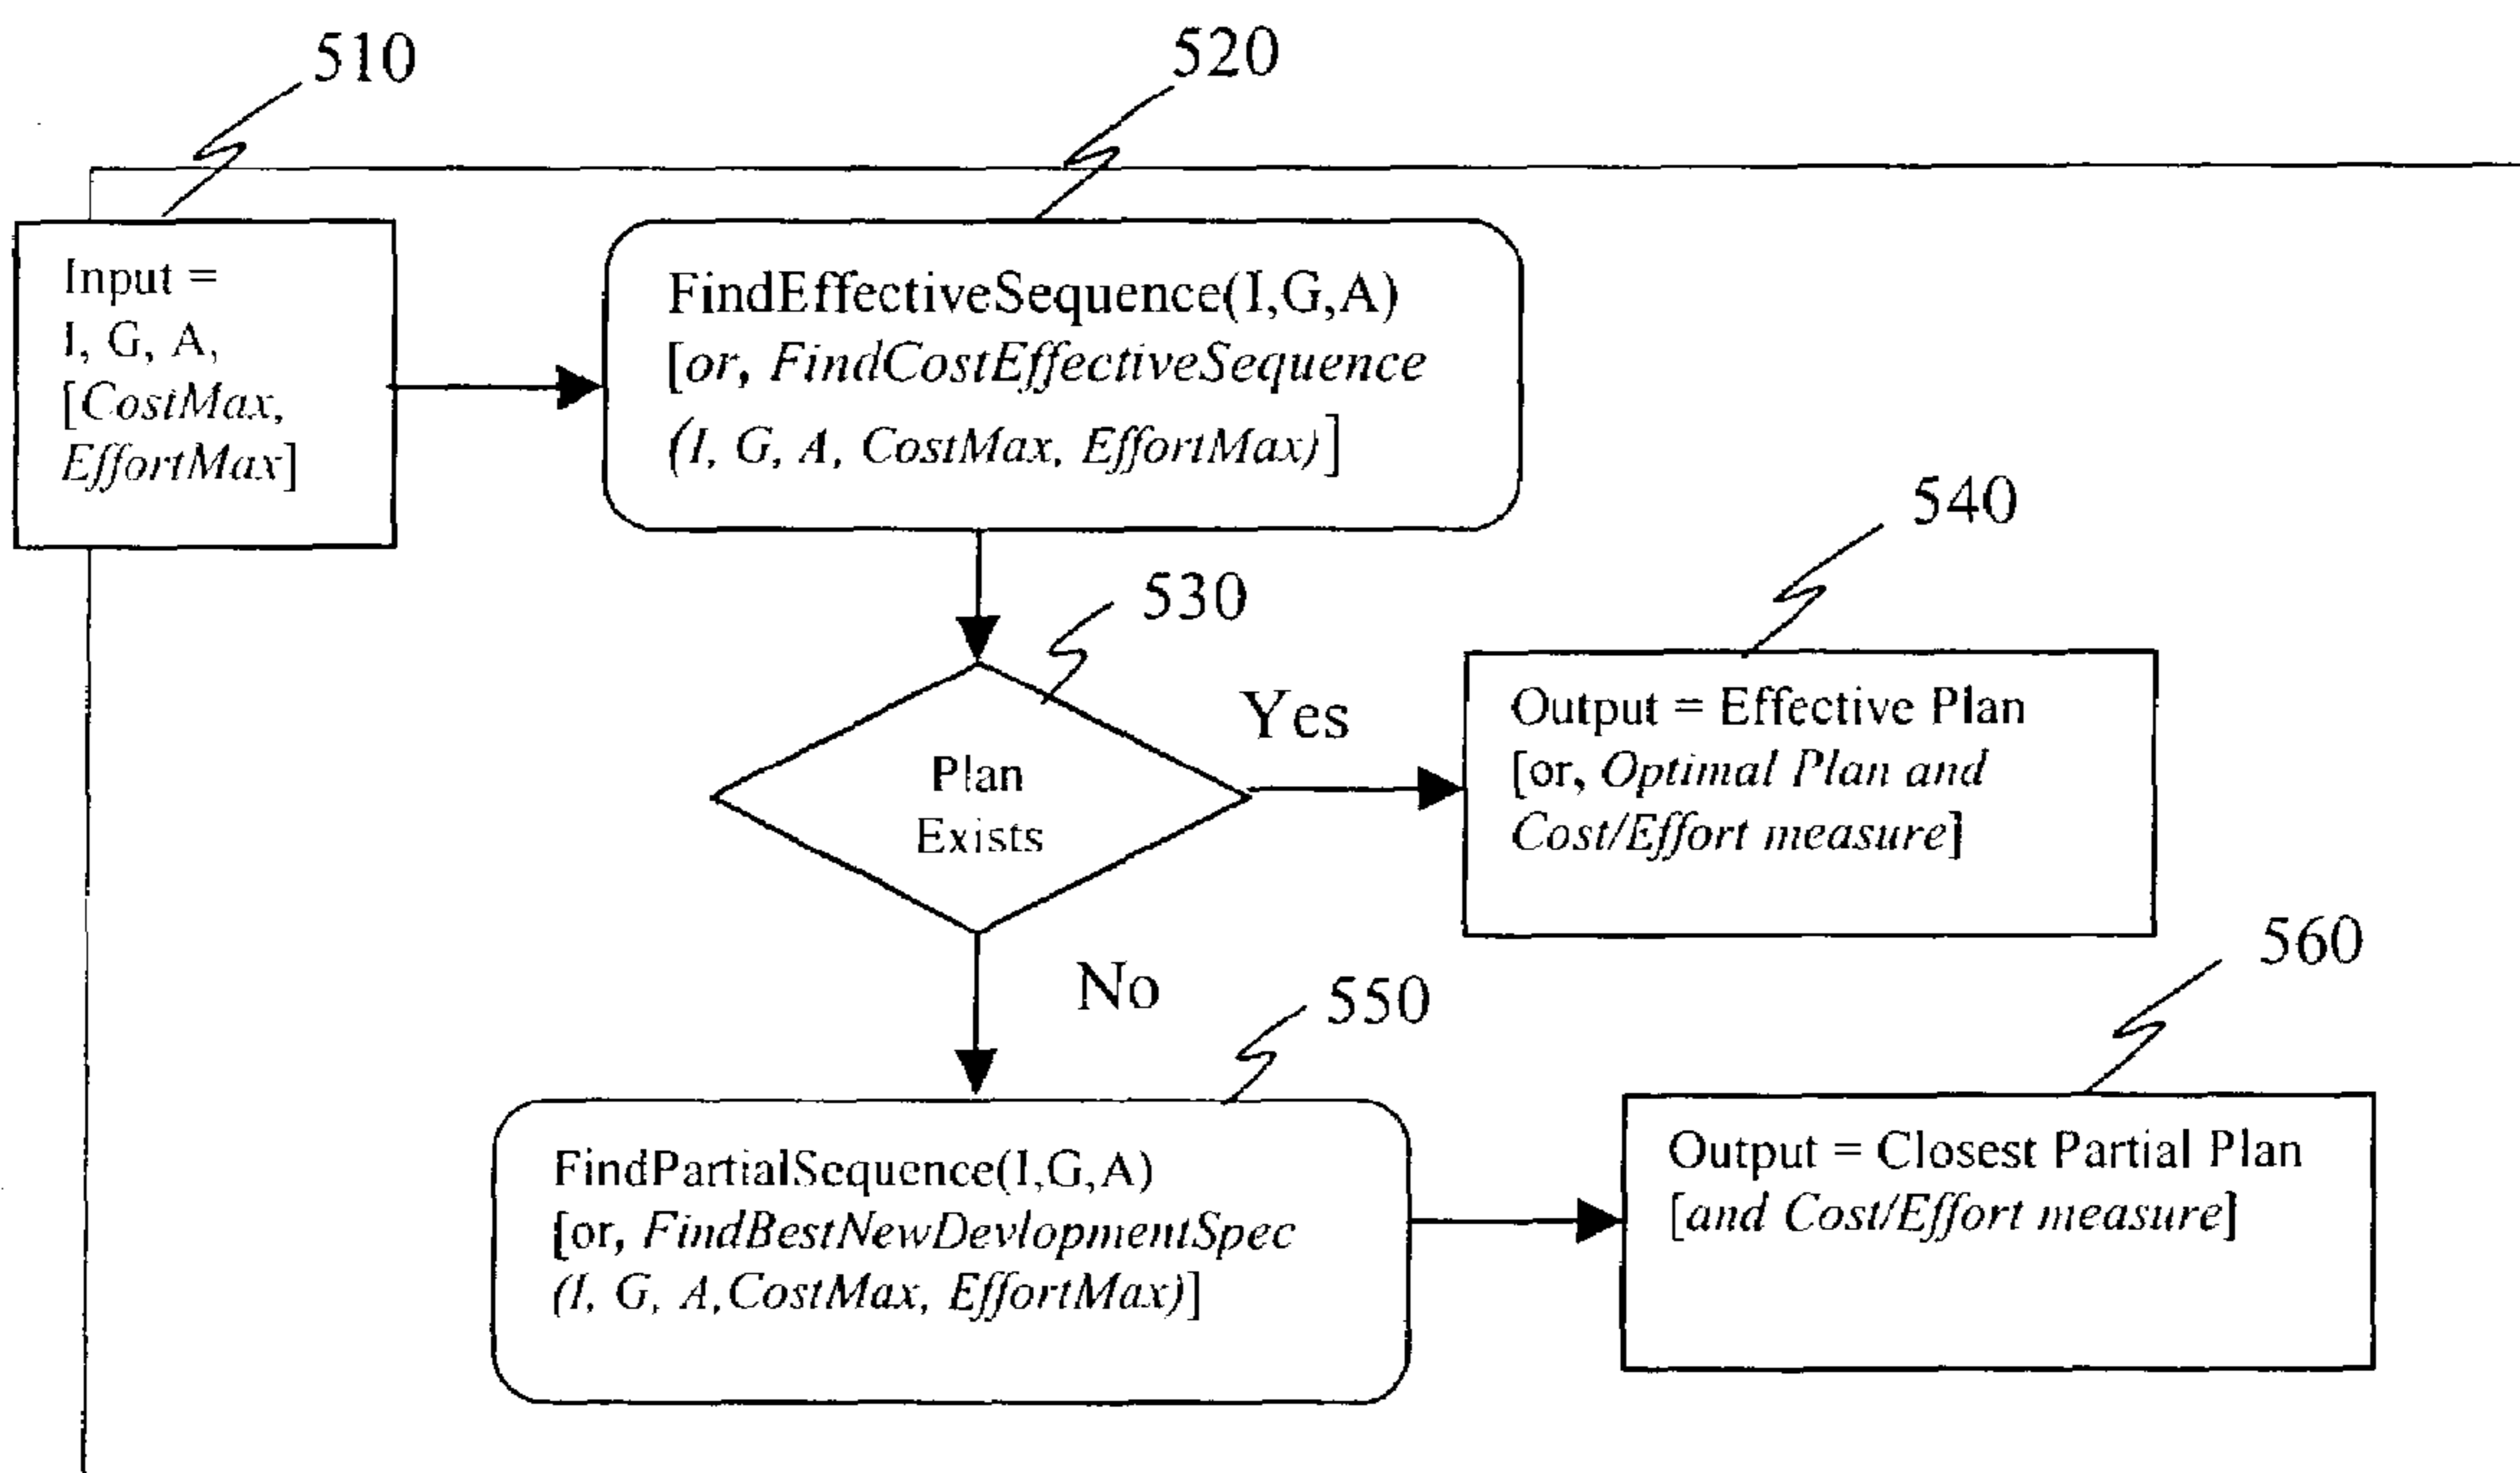 510
520
Input =
I, G, A,
[CostMax,
EffortMax]
FindEffectiveSequence(I,G,A)
[or, FindCostEffectiveSequence
(I, G, A, CostMax, EffortMax)]
540
530
Yes
Output = Effective Plan
[or, Optimal Plan and
Cost/Effort measure]
Plan
Exists
560
No
550
FindPartialSequence(I,G,A)
[or, FindBestNewDevlopmentSpec
(I, G, A,CostMax, EffortMax)]
Output = Closest Partial Plan
[and Cost/Effort measure]